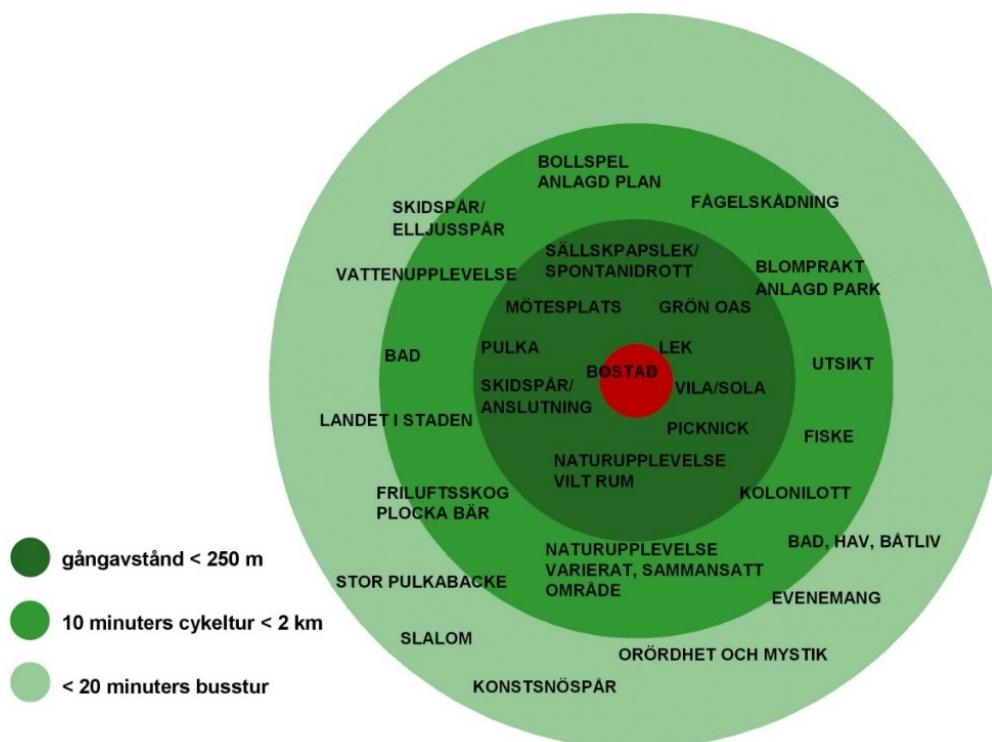 BOLLSPEL
ANLAGD PLAN
FÅGELSKÅDNING
SKIDSPÅR/
ELLJUSSPÅR
SÄLLSKPAPSLEK/
SPONTANIDROTT
BLOMPRAKT
ANLAGD PARK
VATTENUPPLEVELSE
MÖTESPLATS
GRÖN OAS
BAD
PULKA
LEK
UTSIKT
BOSTAD
SKIDSPÅR/
ANSLUTNING
VILA/SOLA
LANDET I STADEN
PICKNICK
FISKE
NATURUPPLEVELSE
VILT RUM
FRILUFTSSKOG
PLOCKA BÄR
KOLONILOTT
BAD, HAV, BÅTLIV
NATURUPPLEVELSE
VARIERAT, SAMMANSATT
OMRÅDE
STOR PULKABACKE
EVENEMANG
SLALOM
ORÖRDHET OCH MYSTIK
KONSTSNÖSPÅR
gångavstånd < 250 m
10 minuters cykeltur < 2 km
< 20 minuters busstur